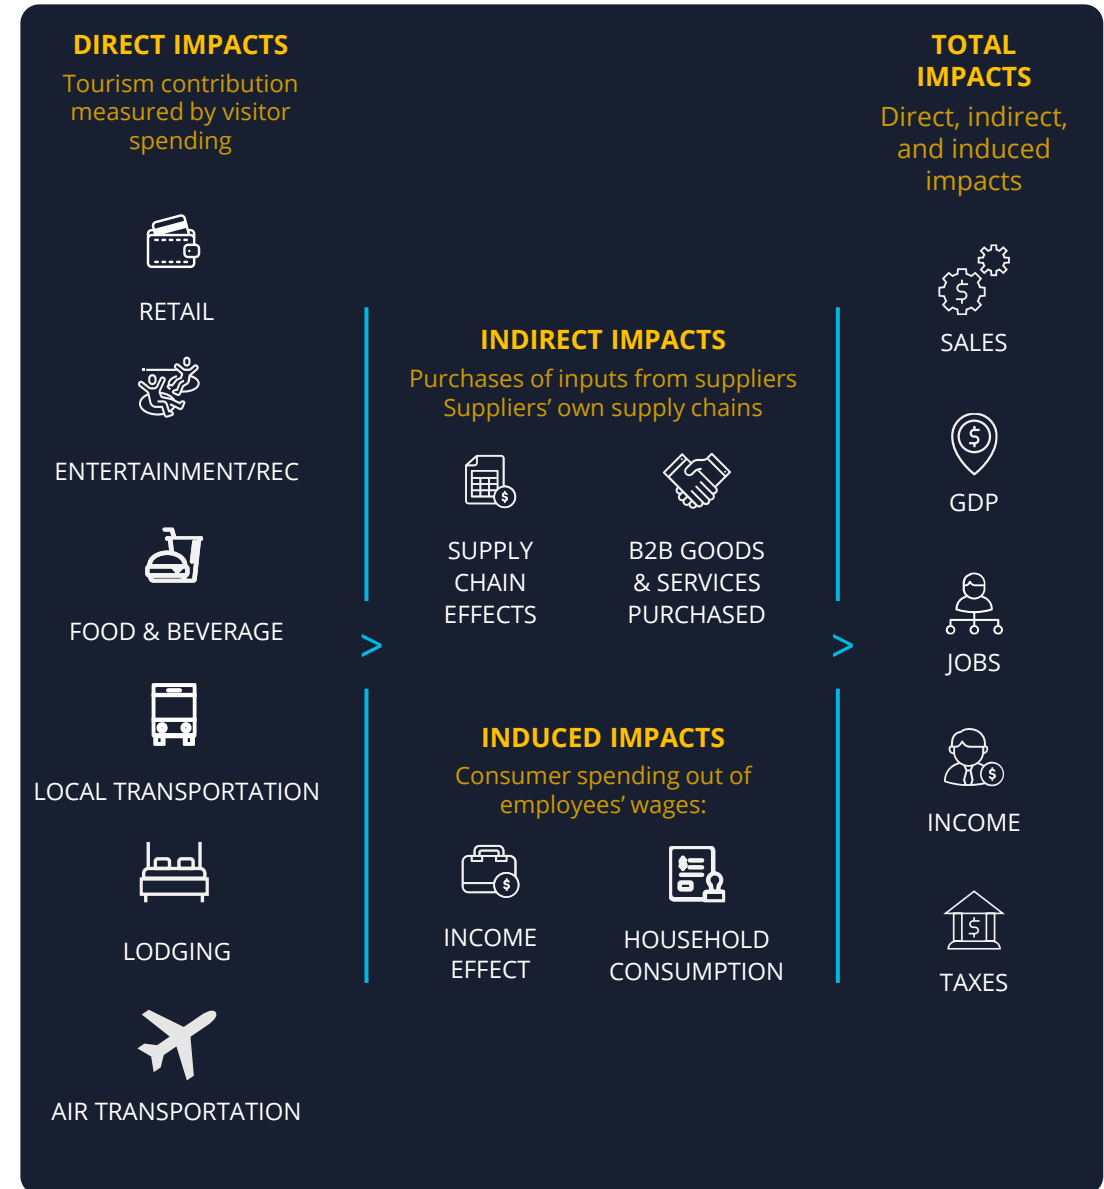 DIRECT IMPACTS
Tourism contribution
measured by visitor
spending
RETAIL
ENTERTAINMENT/REC
FOOD & BEVERAGE
LOCAL TRANSPORTATION
LODGING
AIR TRANSPORTATION
>
INDIRECT IMPACTS
Purchases of inputs from suppliers
Suppliers’ own supply chains
$
SUPPLY
CHAIN
EFFECTS
B2B GOODS
& SERVICES
PURCHASED
INDUCED IMPACTS
Consumer spending out of
employees’ wages:
$
INCOME
EFFECT
$
HOUSEHOLD
CONSUMPTION
>
TOTAL
IMPACTS
Direct, indirect,
and induced
impacts
$
SALES
$
GDP
JOBS
$
INCOME
$
TAXES